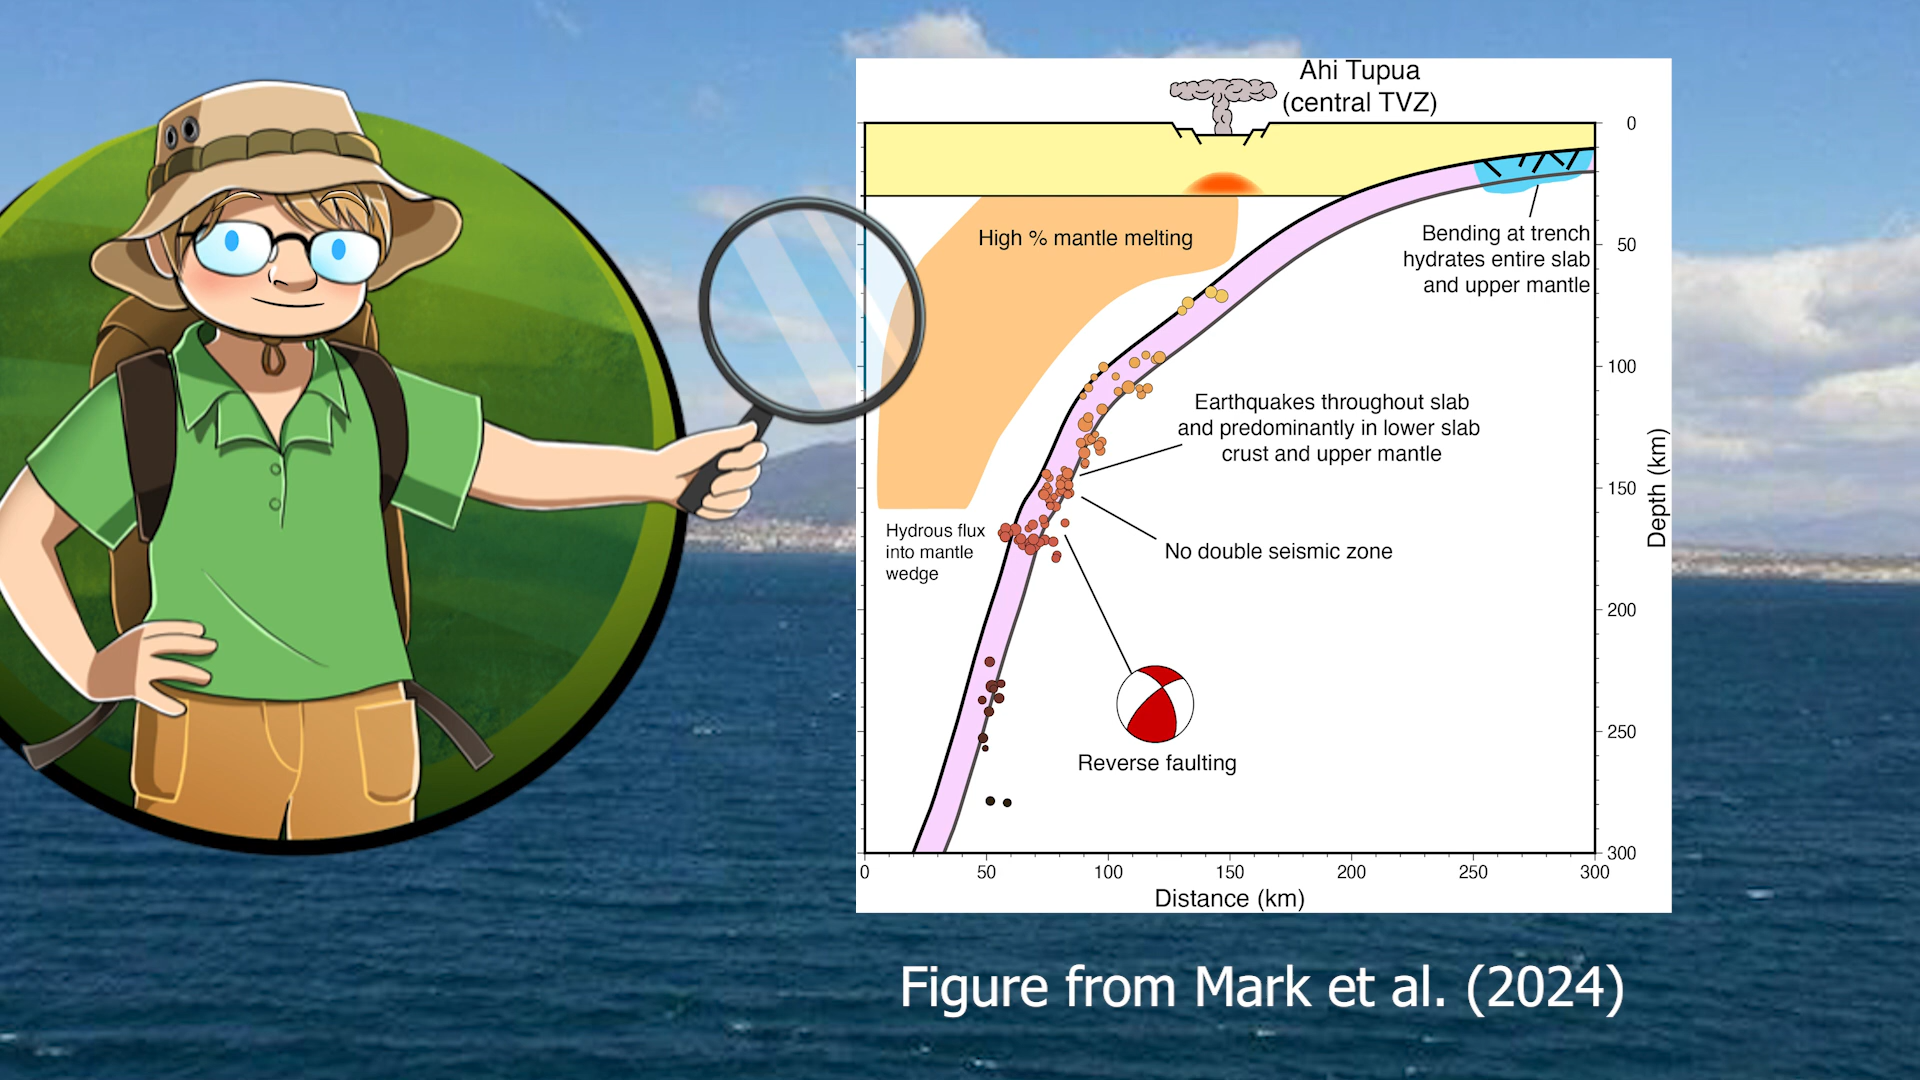 Ahi Tupua
(central TVZ)
0
50
100
150
200
250
300
Depth (km)
High % mantle melting
Bending at trench
hydrates entire slab
and upper mantle
Earthquakes throughout slab
and predominantly in lower slab
crust and upper mantle
Hydrous flux
into mantle
wedge
No double seismic zone
Reverse faulting
0
50
100
150
200
250
300
Distance (km)
Figure from Mark et al. (2024)